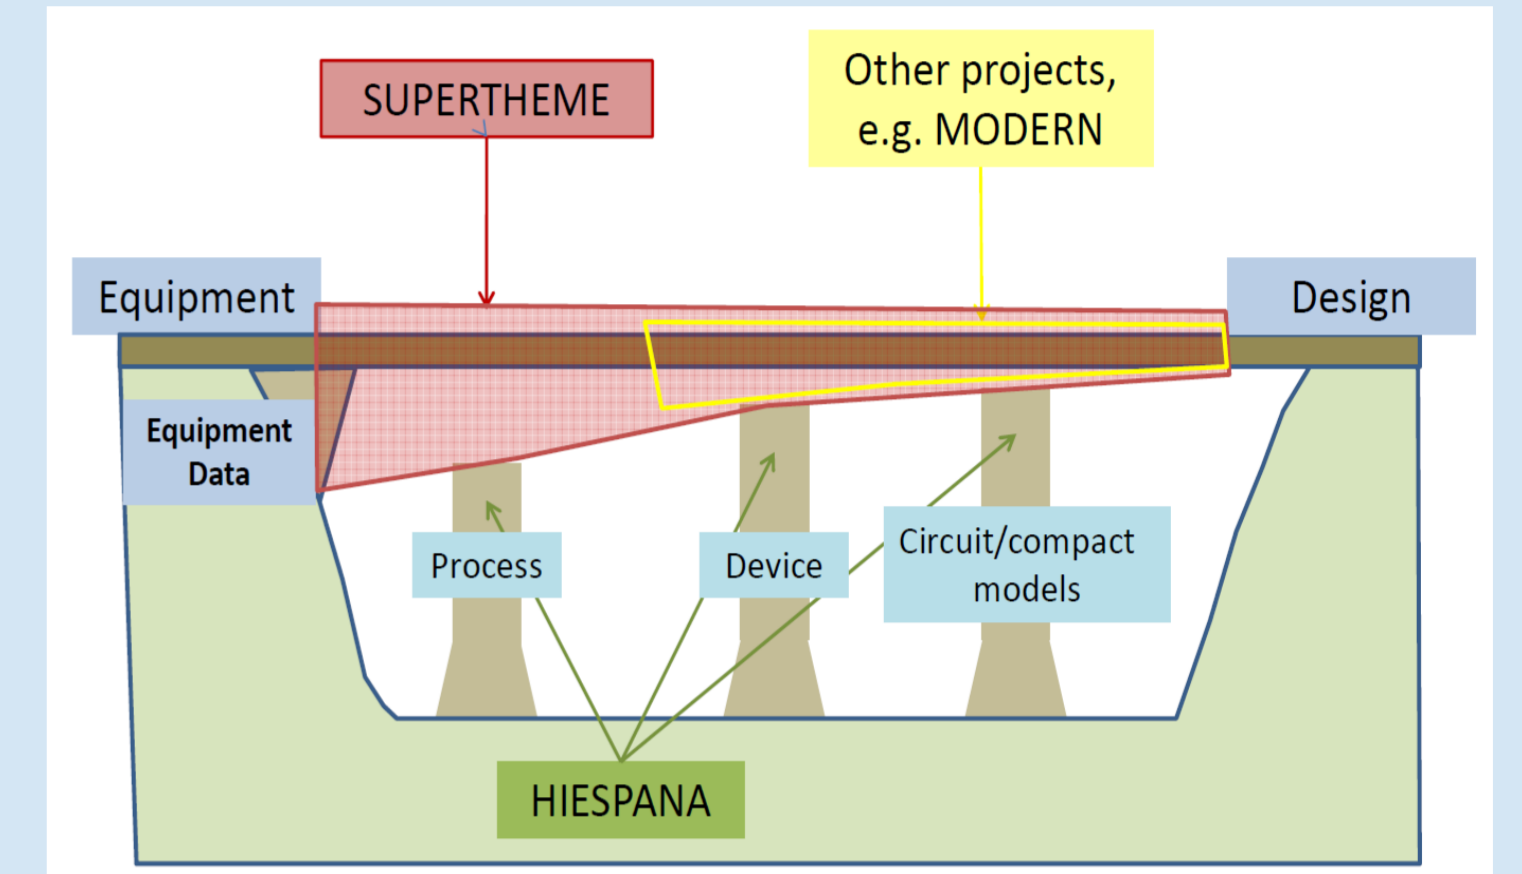 SUPERTHEME
Other projects,
e.g. MODERN
Equipment
Design
Equipment
Data
Process
Device
Circuit/compact
models
HIESPANA